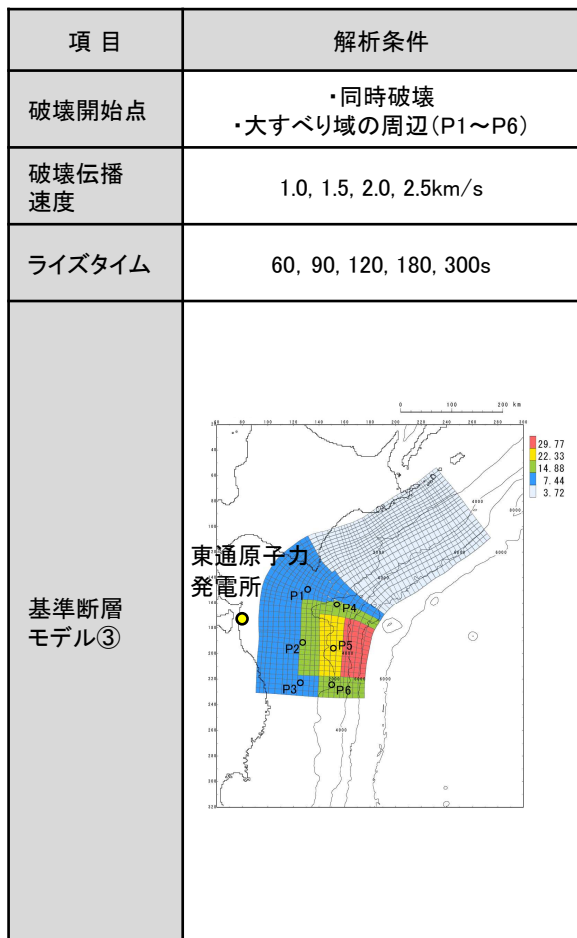 項 目
解析条件
破壊開始点
・同時破壊
・大すべり域の周辺(P1～P6)
破壊伝播
速度
1.0, 1.5, 2.0, 2.5km/s
ライズタイム
60, 90, 120, 180, 300s
基準断層
モデル③
0 100 200 km
29.77
22.33
14.88
7.44
3.72
東通原子力
発電所
P1
P4
P2
P5
P3
P6